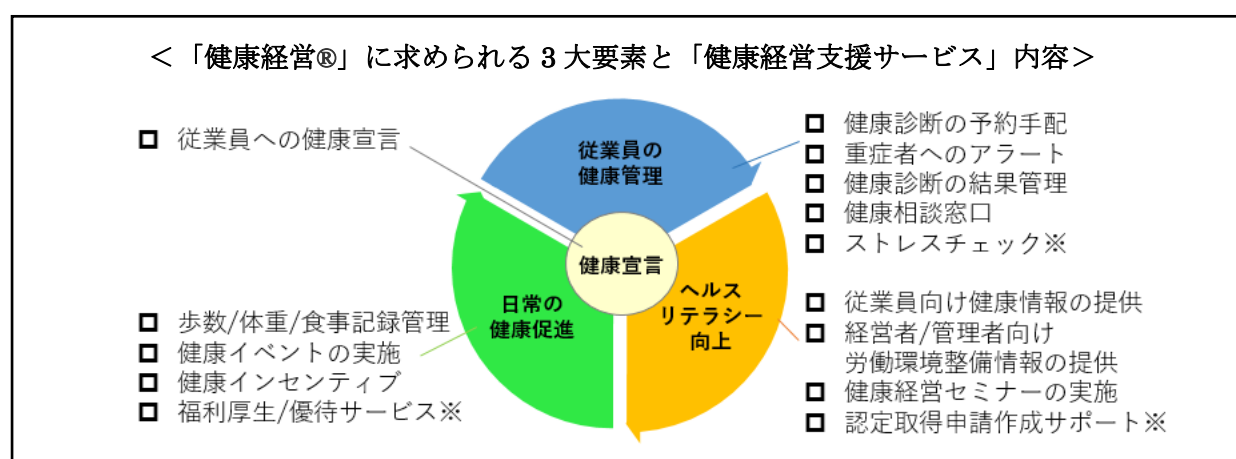 ＜「健康経営®」に求められる3大要素と「健康経営支援サービス」内容＞
従業員への健康宣言
従業員の
健康管理
健康診断の予約手配
重症者へのアラート
健康診断の結果管理
健康相談窓口
ストレスチェック※
健康宣言
日常の
健康促進
ヘルス
リテラシー
向上
歩数/体重/食事記録管理
健康イベントの実施
健康インセンティブ
福利厚生/優待サービス※
従業員向け健康情報の提供
経営者/管理者向け
労働環境整備情報の提供
健康経営セミナーの実施
認定取得申請作成サポート※